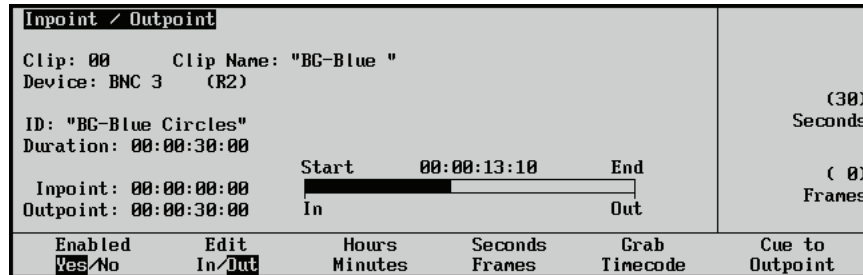 Inpoint / Outpoint
Clip: 00 Clip Name: "BG-Blue "
Device: BNC 3 (R2)
(30)
Seconds
ID: "BG-Blue Circles"
Duration: 00:00:30:00
Start 00:00:13:10 End
( 0)
Frames
Inpoint: 00:00:00:00
Outpoint: 00:00:30:00 In Out
Enabled Edit Hours Seconds Grab Cue to
Yes/No In/Out Minutes Frames Timecode Outpoint